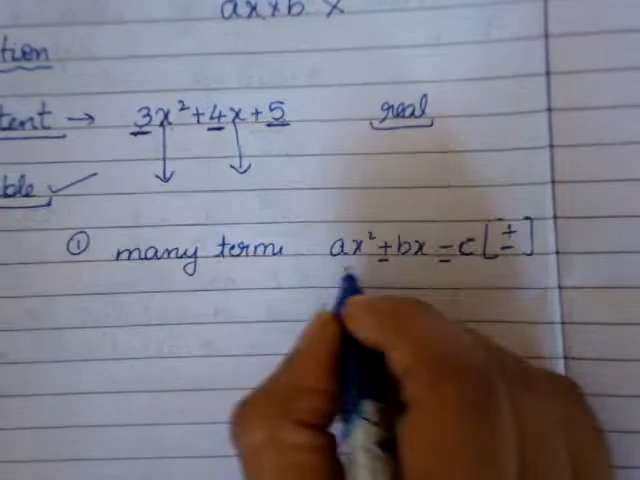 ax×b ×
tion
tent → 3x²+4x+5 real
ble ✓
① many term ax²+bx-c[±]